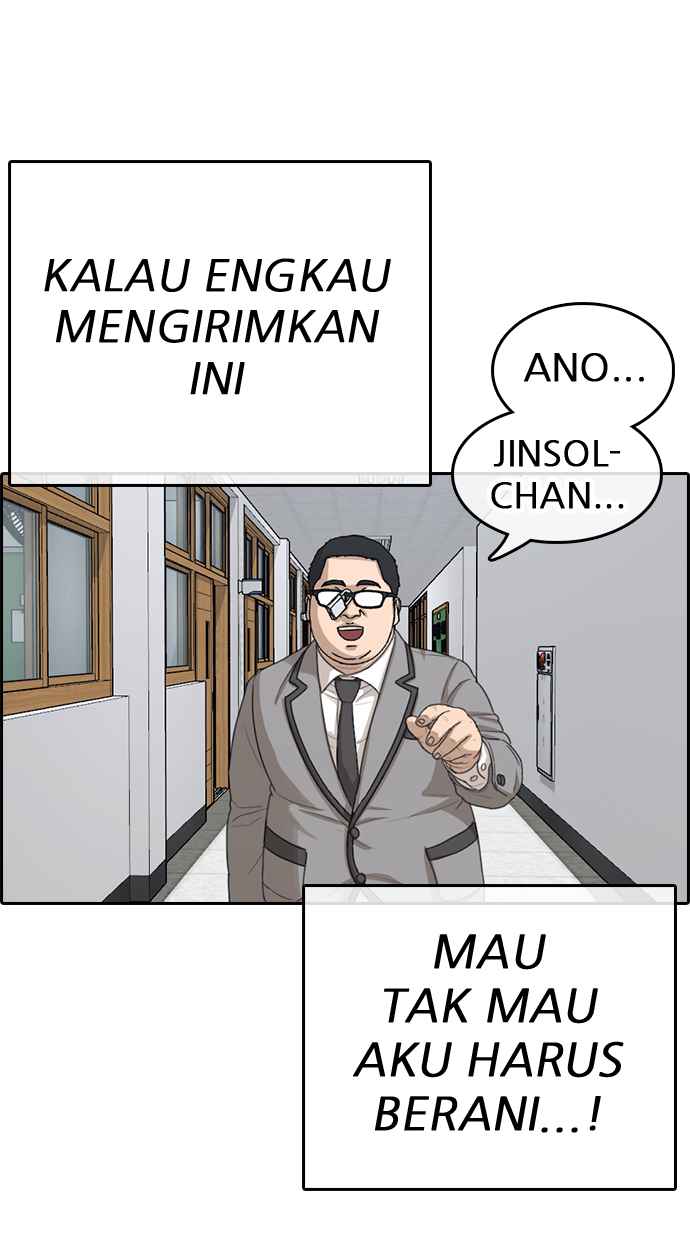 KALAU ENGKAU
MENGIRIMKAN
INI
ANO...
JINSOL-
CHAN...
MAU
TAK MAU
AKU HARUS
BERANI...!